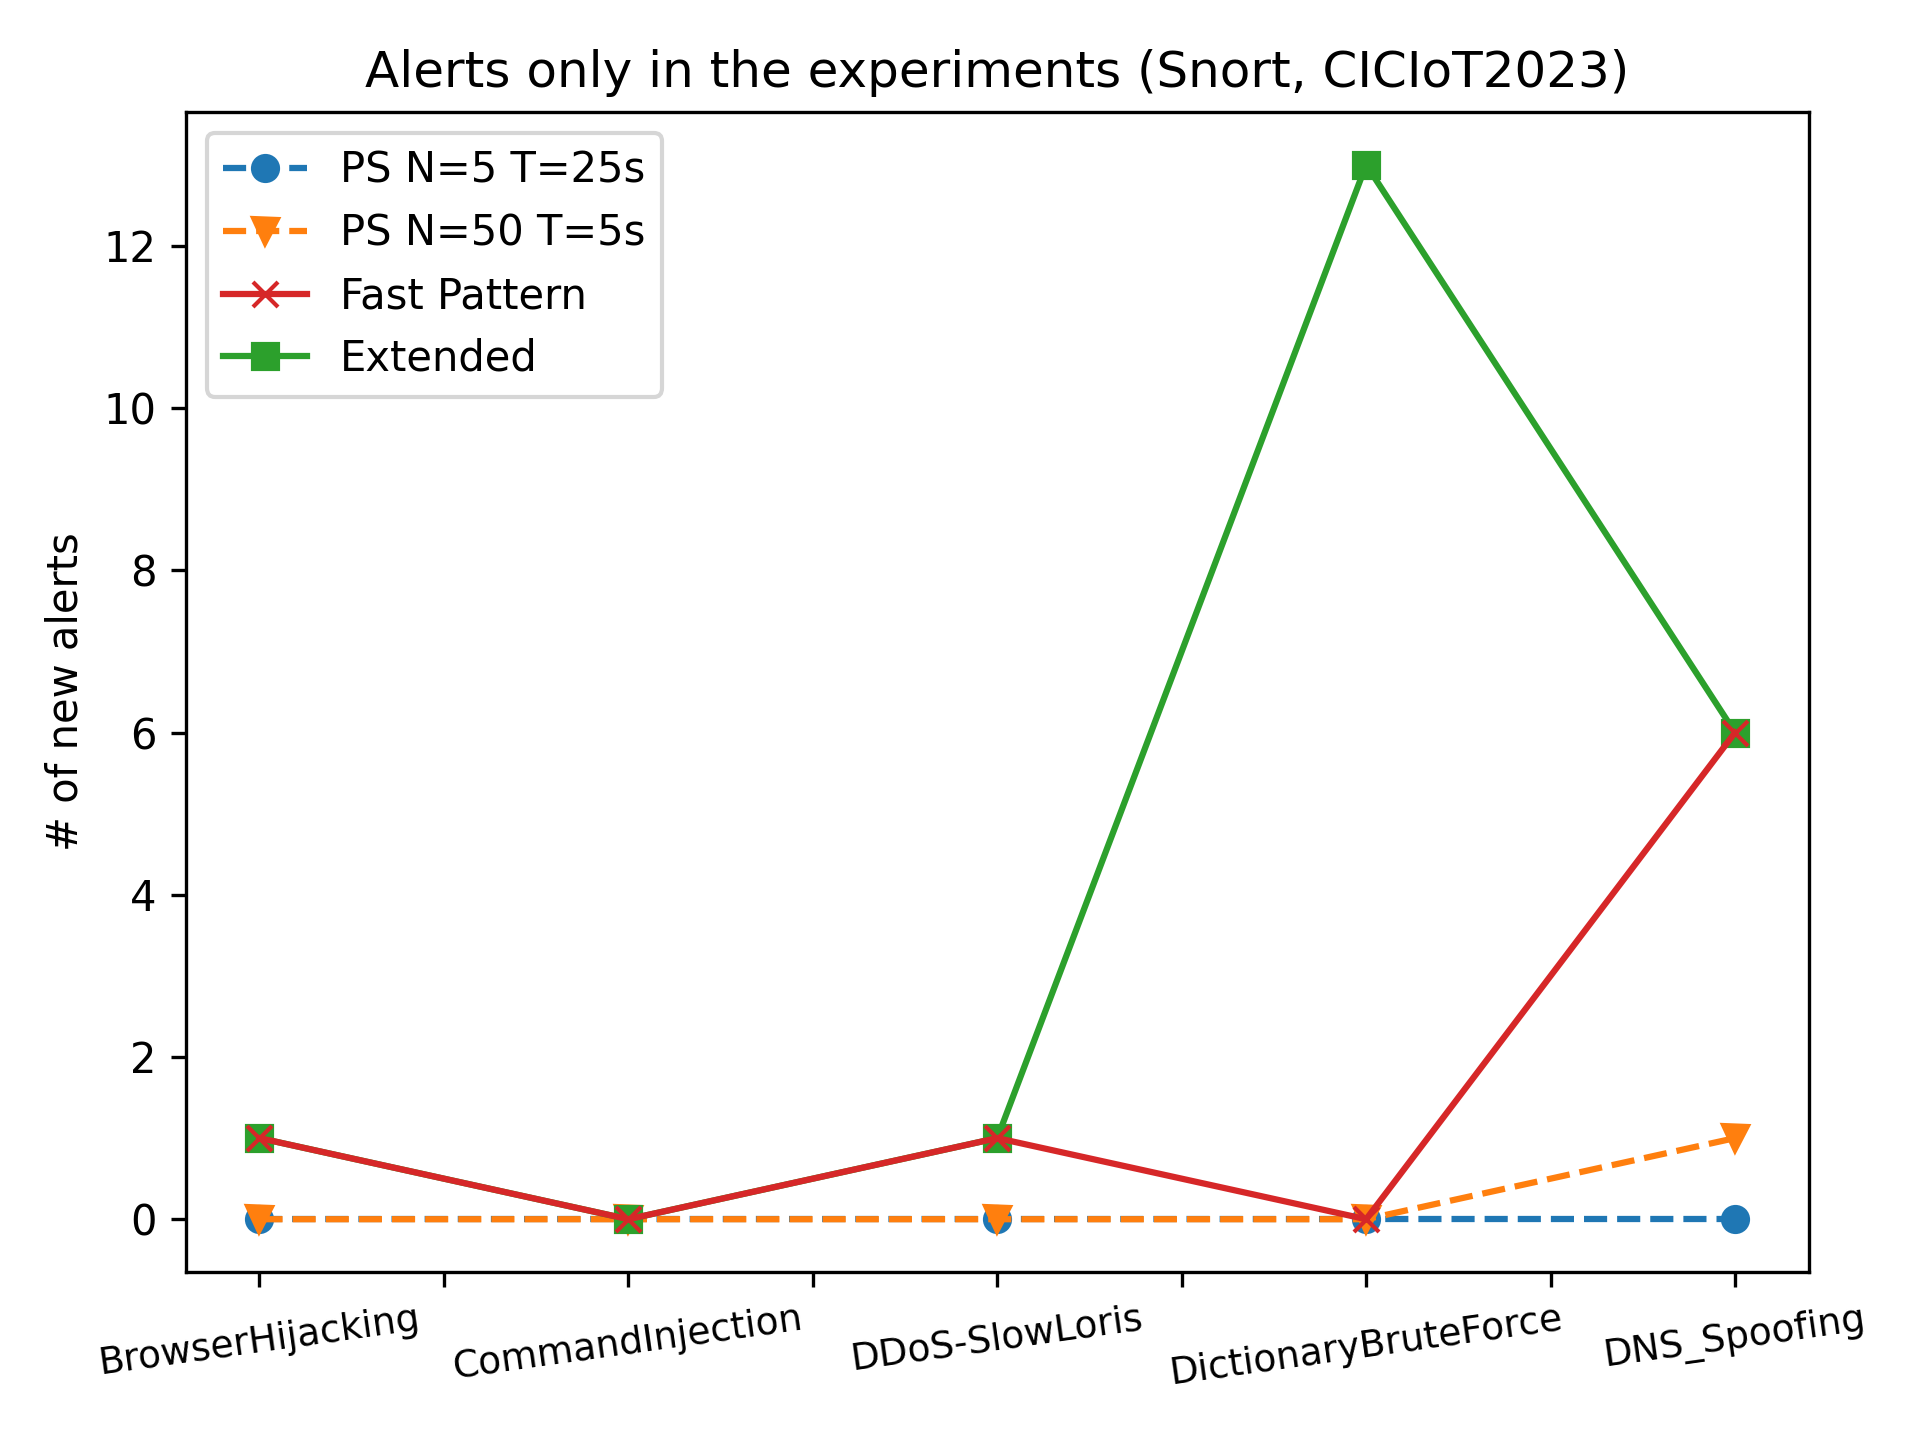 Alerts only in the experiments (Snort, CICIoT2023)
PS N=5 T=25s
PS N=50 T=5s
Fast Pattern
Extended
# of new alerts
12
10
8
6
4
2
0
BrowserHijacking
CommandInjection
DDoS-SlowLoris
DictionaryBruteForce
DNS_Spoofing